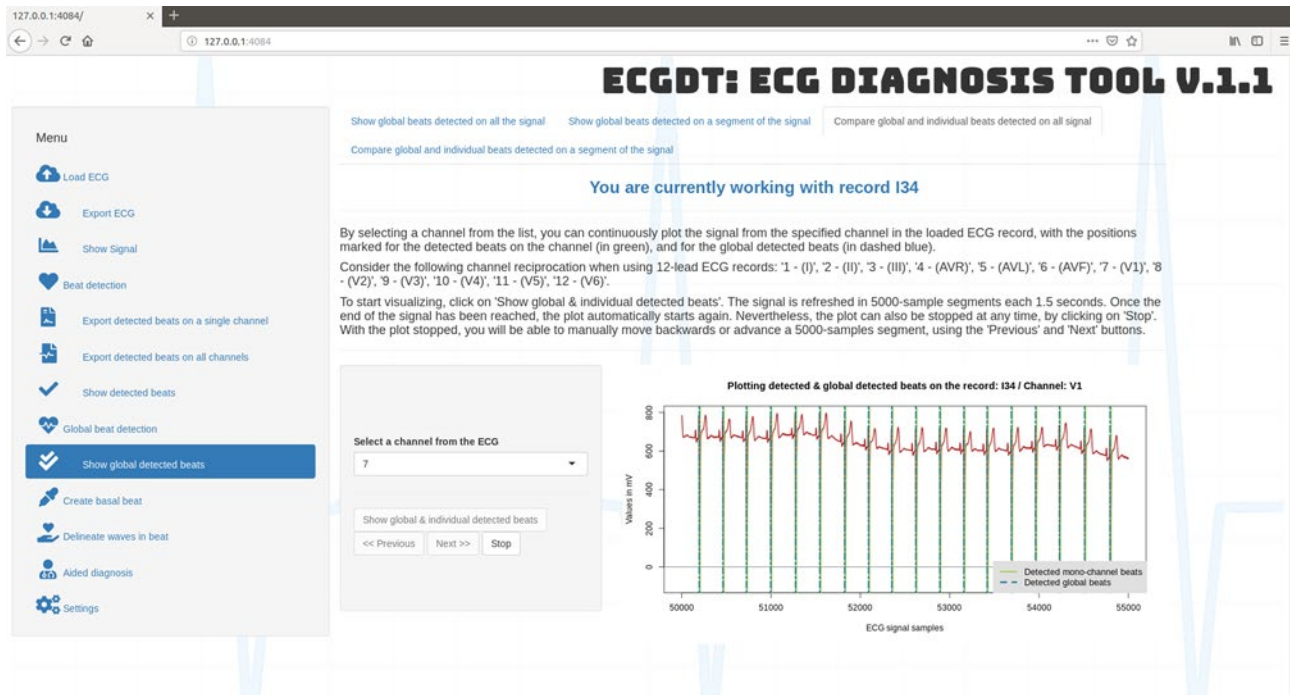 127.0.0.1:4084/
127.0.0.1:4084
ECGDT: ECG DIAGNOSIS TOOL V.1.1
Menu
Load ECG
Export ECG
Show Signal
Beat detection
Export detected beats on a single channel
Export detected beats on all channels
Show detected beats
Global beat detection
Show global detected beats
Create basal beat
Delineate waves in beat
Aided diagnosis
Settings
Show global beats detected on all the signal
Show global beats detected on a segment of the signal
Compare global and individual beats detected on all signal
Compare global and individual beats detected on a segment of the signal
You are currently working with record I34
By selecting a channel from the list, you can continuously plot the signal from the specified channel in the loaded ECG record, with the positions
marked for the detected beats on the channel (in green), and for the global detected beats (in dashed blue).
Consider the following channel reciprocation when using 12-lead ECG records: '1 - (I)', '2 - (II)', '3 - (III)', '4 - (AVR)', '5 - (AVL)', '6 - (AVF)', '7 - (V1)', '8
- (V2)', '9 - (V3)', '10 - (V4)', '11 - (V5)', '12 - (V6)'.
To start visualizing, click on 'Show global & individual detected beats'. The signal is refreshed in 5000-sample segments each 1.5 seconds. Once the
end of the signal has been reached, the plot automatically starts again. Nevertheless, the plot can also be stopped at any time, by clicking on 'Stop'.
With the plot stopped, you will be able to manually move backwards or advance a 5000-samples segment, using the 'Previous' and 'Next' buttons.
Select a channel from the ECG
7
Show global & individual detected beats
<< Previous
Next >>
Stop
Plotting detected & global detected beats on the record: I34 / Channel: V1
Values in mV
800
600
400
200
0
Detected mono-channel beats
Detected global beats
50000
51000
52000
53000
54000
55000
ECG signal samples